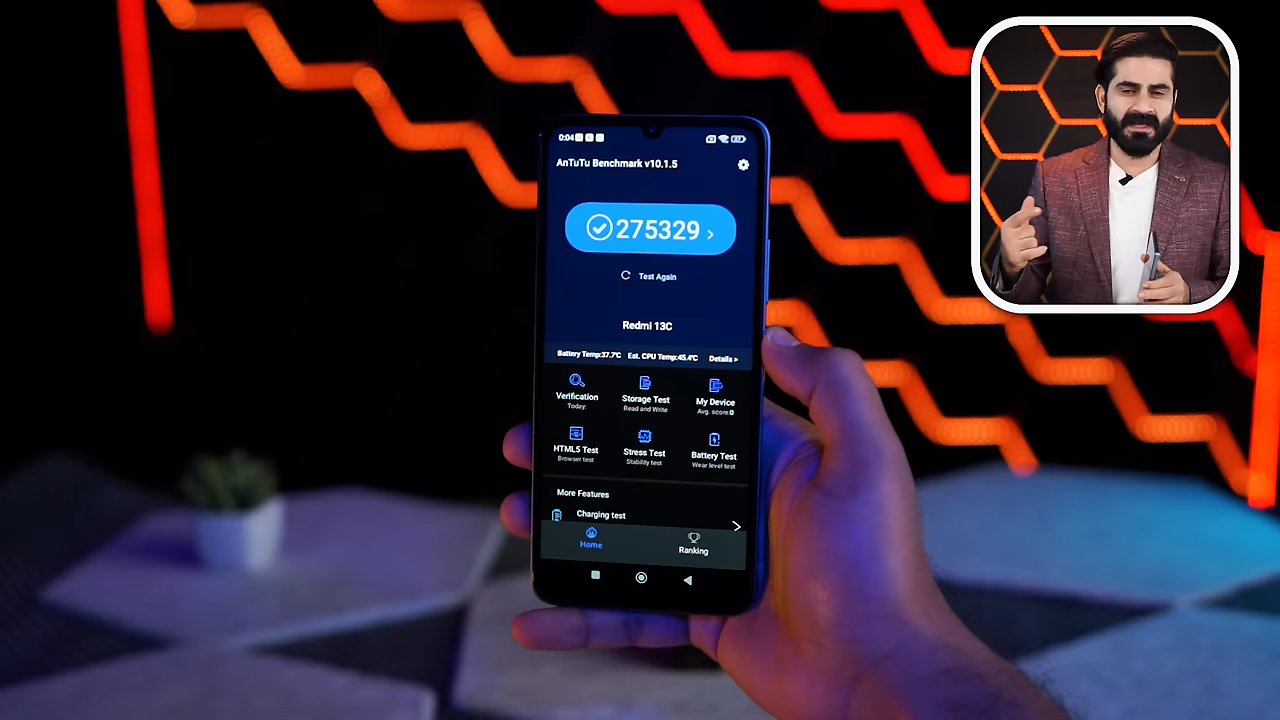 0:04
AnTuTu Benchmark v10.1.5
275329 >
Test Again
Redmi 13C
Battery Temp:37.7℃ Est. CPU Temp:45.4℃ Details >
Verification Storage Test My Device
Today: Read and Write Avg. score:0
HTML5 Test Stress Test Battery Test
Browser test Stability test Wear level test
More Features
Charging test
Home Ranking